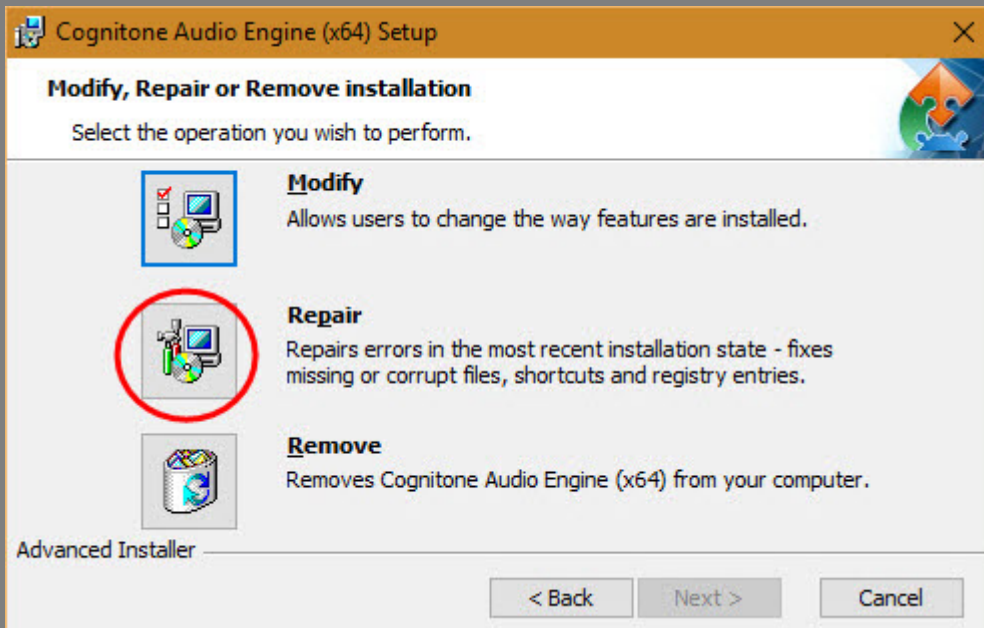 Cognitone Audio Engine (x64) Setup
Modify, Repair or Remove installation
Select the operation you wish to perform.
Modify
Allows users to change the way features are installed.
Repair
Repairs errors in the most recent installation state - fixes
missing or corrupt files, shortcuts and registry entries.
Remove
Removes Cognitone Audio Engine (x64) from your computer.
Advanced Installer
< Back
Next >
Cancel